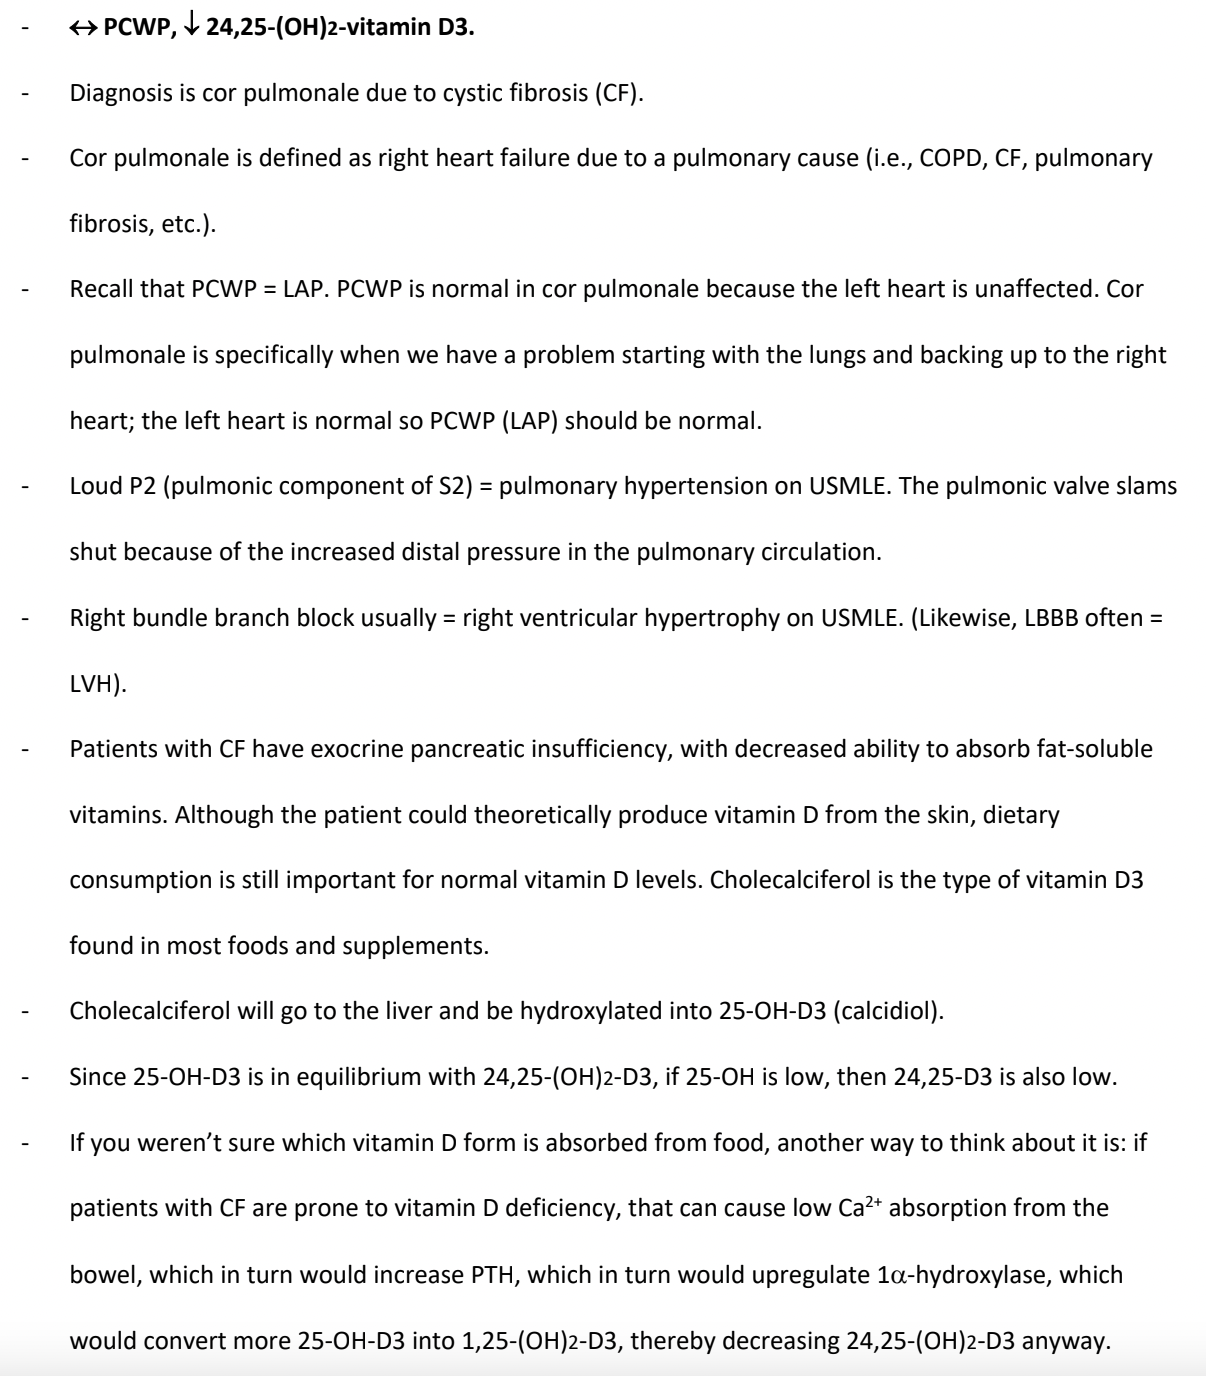 - ↔ PCWP, ↓ 24,25-(OH)2-vitamin D3.
- Diagnosis is cor pulmonale due to cystic fibrosis (CF).
- Cor pulmonale is defined as right heart failure due to a pulmonary cause (i.e., COPD, CF, pulmonary
fibrosis, etc.).
- Recall that PCWP = LAP. PCWP is normal in cor pulmonale because the left heart is unaffected. Cor
pulmonale is specifically when we have a problem starting with the lungs and backing up to the right
heart; the left heart is normal so PCWP (LAP) should be normal.
- Loud P2 (pulmonic component of S2) = pulmonary hypertension on USMLE. The pulmonic valve slams
shut because of the increased distal pressure in the pulmonary circulation.
- Right bundle branch block usually = right ventricular hypertrophy on USMLE. (Likewise, LBBB often =
LVH).
- Patients with CF have exocrine pancreatic insufficiency, with decreased ability to absorb fat-soluble
vitamins. Although the patient could theoretically produce vitamin D from the skin, dietary
consumption is still important for normal vitamin D levels. Cholecalciferol is the type of vitamin D3
found in most foods and supplements.
- Cholecalciferol will go to the liver and be hydroxylated into 25-OH-D3 (calcidiol).
- Since 25-OH-D3 is in equilibrium with 24,25-(OH)2-D3, if 25-OH is low, then 24,25-D3 is also low.
- If you weren’t sure which vitamin D form is absorbed from food, another way to think about it is: if
patients with CF are prone to vitamin D deficiency, that can cause low Ca²⁺ absorption from the
bowel, which in turn would increase PTH, which in turn would upregulate 1α-hydroxylase, which
would convert more 25-OH-D3 into 1,25-(OH)2-D3, thereby decreasing 24,25-(OH)2-D3 anyway.